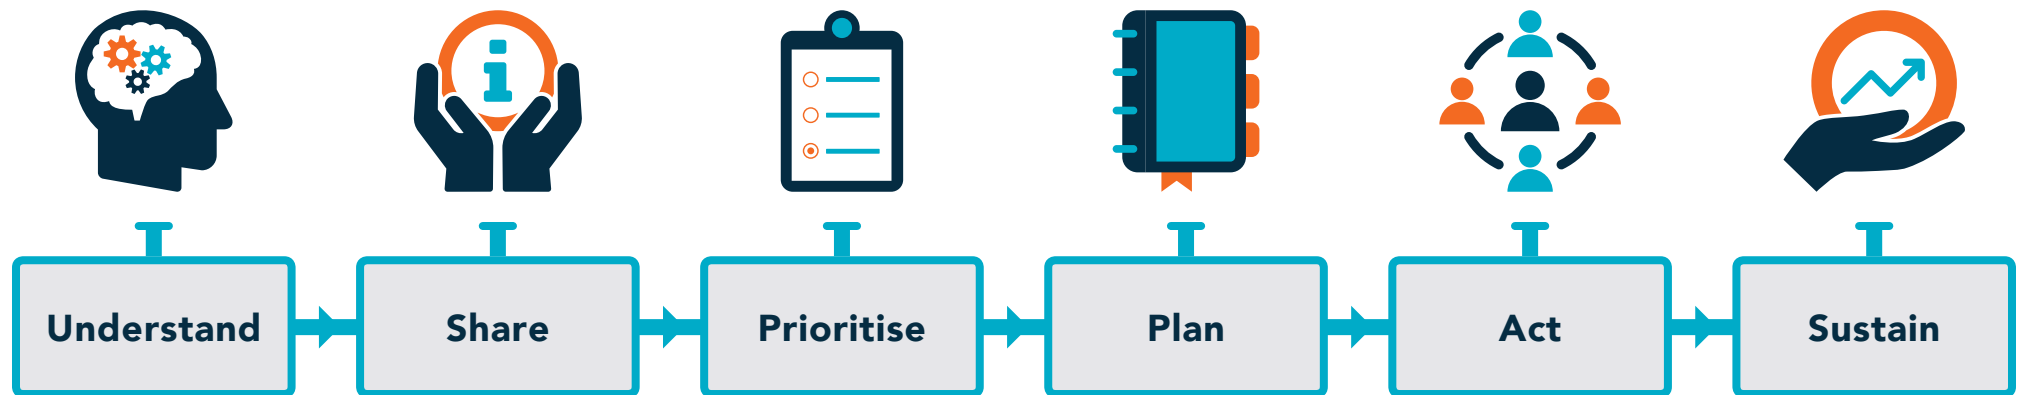 Understand
Share
Prioritise
Plan
Act
Sustain